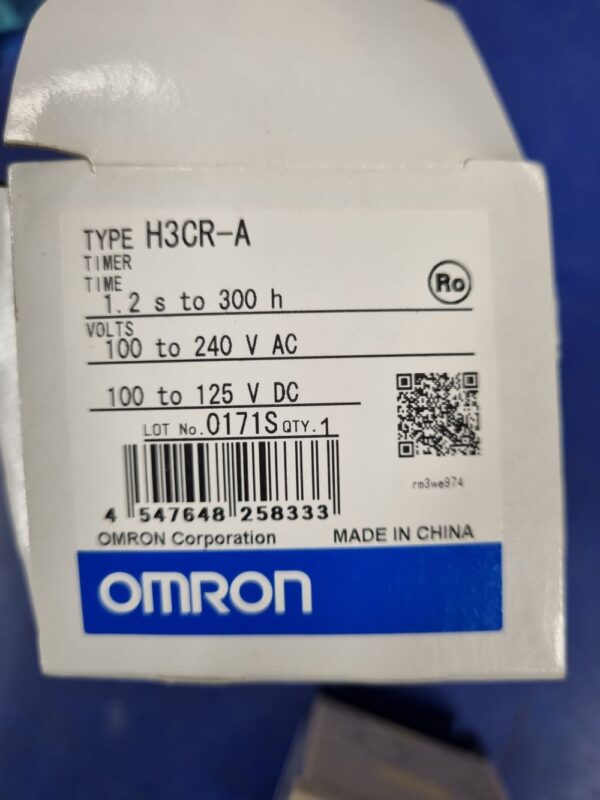 TYPE H3CR-A
TIMER
TIME
1.2 s to 300 h
Ro
VOLTS
100 to 240 V AC
100 to 125 V DC
LOT No. 0171S QTY. 1
rm3we974
4 547648 258333
OMRON Corporation MADE IN CHINA
OMRON